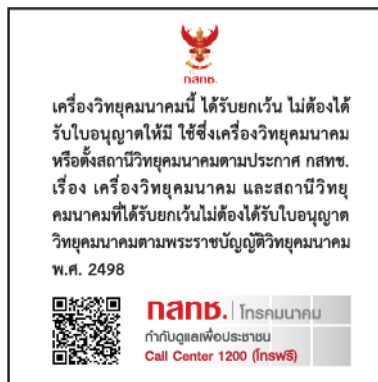 กสทช.
เครื่องวิทยุคมนาคมนี้ ได้รับยกเว้น ไม่ต้องได้
รับใบอนุญาตให้มี ใช้ซึ่งเครื่องวิทยุคมนาคม
หรือตั้งสถานีวิทยุคมนาคมตามประกาศ กสทช.
เรื่อง เครื่องวิทยุคมนาคม และสถานีวิทยุ
คมนาคมที่ได้รับยกเว้นไม่ต้องได้รับใบอนุญาต
วิทยุคมนาคมตามพระราชบัญญัติวิทยุคมนาคม
พ.ศ. 2498
กสทช. | โทรคมนาคม
กำกับดูแลเพื่อประชาชน
Call Center 1200 (โทรฟรี)